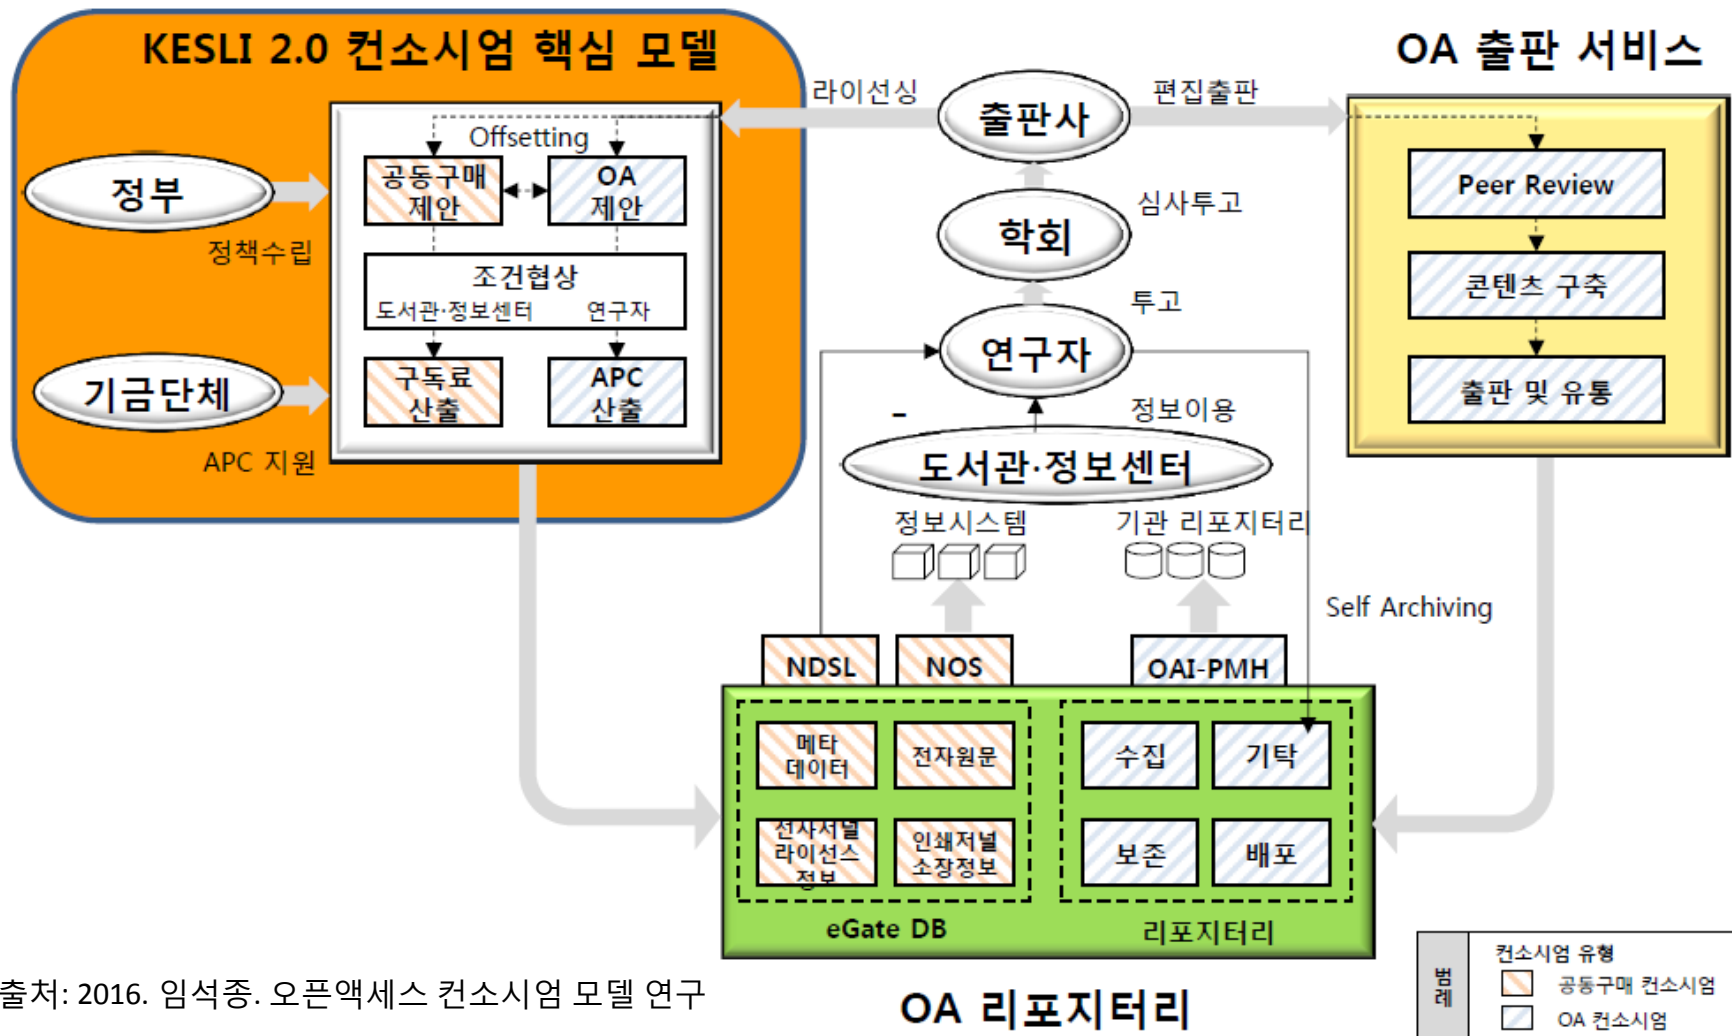 KESLI 2.0 컨소시엄 핵심 모델
OA 출판 서비스
라이선싱
출판사
편집출판
Offsetting
공동구매
제안
OA
제안
Peer Review
정부
정책수립
학회
심사투고
조건협상
도서관·정보센터
연구자
콘텐츠 구축
투고
연구자
기금단체
APC 지원
구독료
산출
APC
산출
출판 및 유통
정보이용
도서관·정보센터
정보시스템
기관 리포지터리
Self Archiving
NDSL
NOS
OAI-PMH
메타
데이터
전자원문
수집
기탁
전자저널
라이선스
정보
인쇄저널
소장정보
보존
배포
eGate DB
리포지터리
OA 리포지터리
출처: 2016. 임석종. 오픈액세스 컨소시엄 모델 연구
범례
컨소시엄 유형
공동구매 컨소시엄
OA 컨소시엄